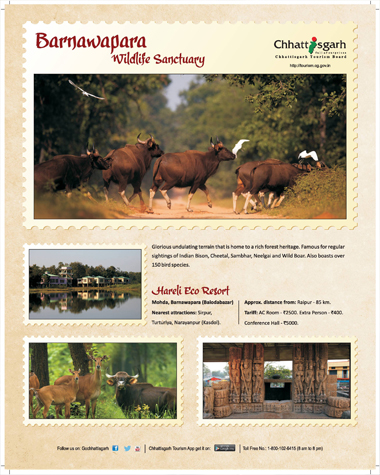 Barnawapara
Wildlife Sanctuary
Chhattisgarh
Full of surprises
Chhattisgarh Tourism Board
http://tourism.cg.gov.in
Glorious undulating terrain that is home to a rich forest heritage. Famous for regular
sightings of Indian Bison, Cheetal, Sambhar, Neelgai and Wild Boar. Also boasts over
150 bird species.
Hareli Eco Resort
Mohda, Barnawapara (Balodabazar)
Nearest attractions: Sirpur,
Turturiya, Narayanpur (Kasdol).
Approx. distance from: Raipur - 85 km.
Tariff: AC Room - ₹2500. Extra Person - ₹400.
Conference Hall - ₹5000.
Follow us on: GoChhattisgarh | Chhattisgarh Tourism App get it on: | Toll Free No.: 1-800-102-6415 (8 am to 8 pm)